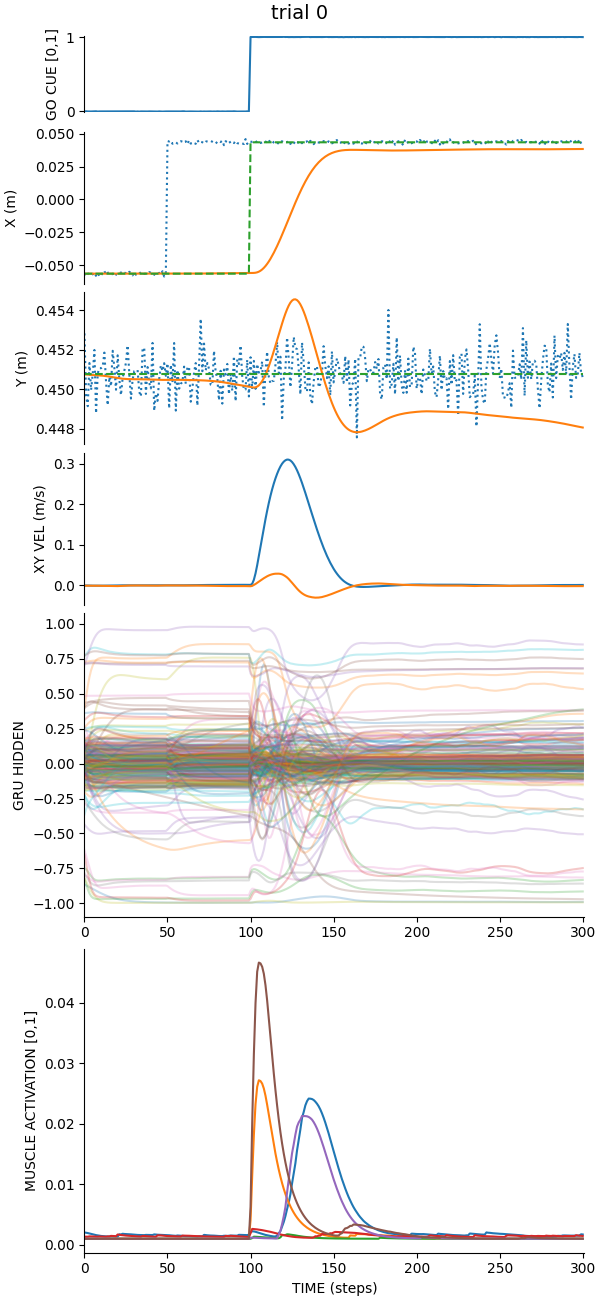 trial 0
GO CUE [0,1]
1
0
X (m)
0.050
0.025
0.000
−0.025
−0.050
Y (m)
0.454
0.452
0.450
0.448
XY VEL (m/s)
0.3
0.2
0.1
0.0
GRU HIDDEN
1.00
0.75
0.50
0.25
0.00
−0.25
−0.50
−0.75
−1.00
0 50 100 150 200 250 300
MUSCLE ACTIVATION [0,1]
0.04
0.03
0.02
0.01
0.00
0 50 100 150 200 250 300
TIME (steps)